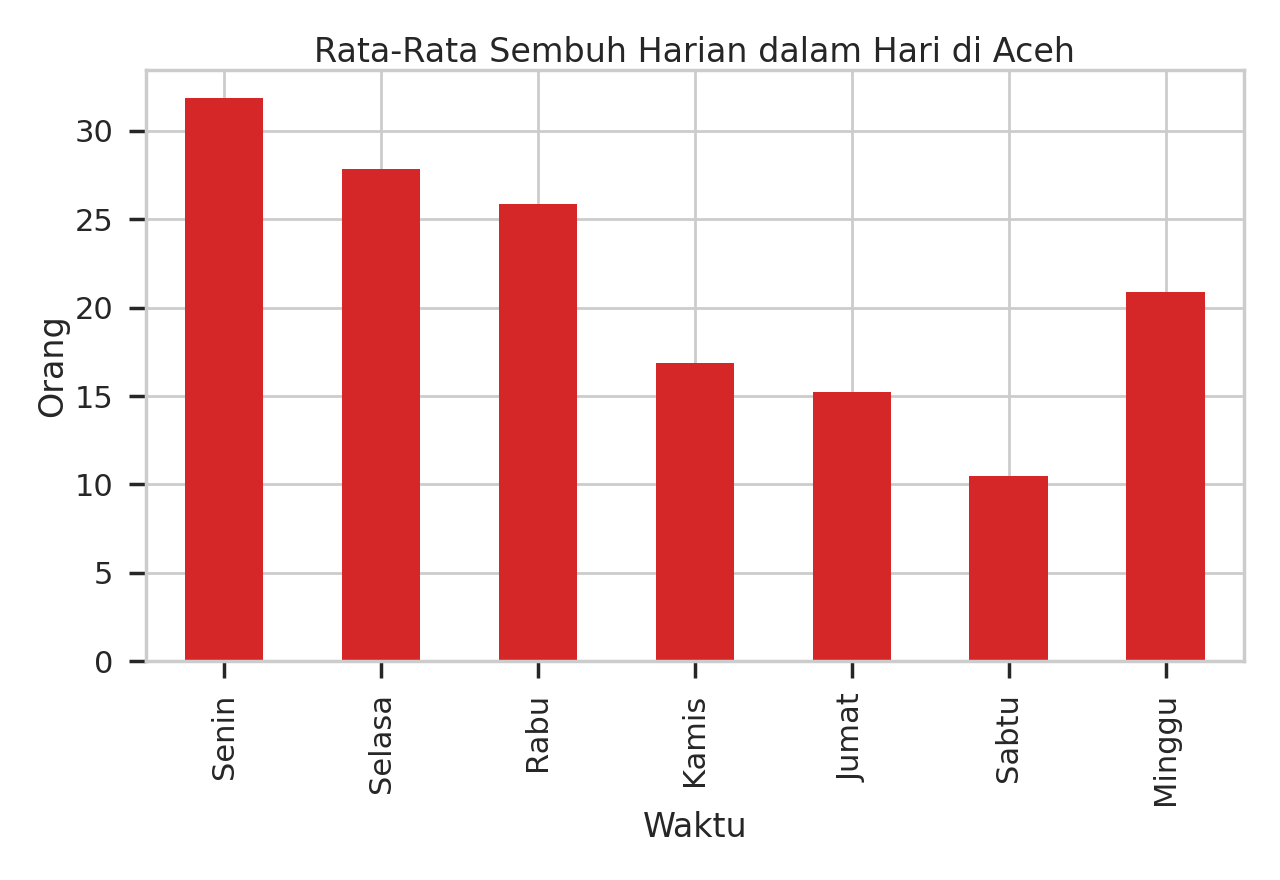 Rata-Rata Sembuh Harian dalam Hari di Aceh
Orang
30
25
20
15
10
5
0
Senin
Selasa
Rabu
Kamis
Jumat
Sabtu
Minggu
Waktu